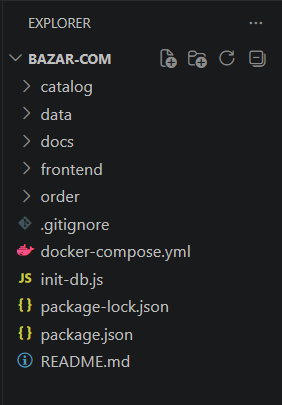 EXPLORER
BAZAR-COM
catalog
data
docs
frontend
order
.gitignore
docker-compose.yml
JS init-db.js
{} package-lock.json
{} package.json
README.md